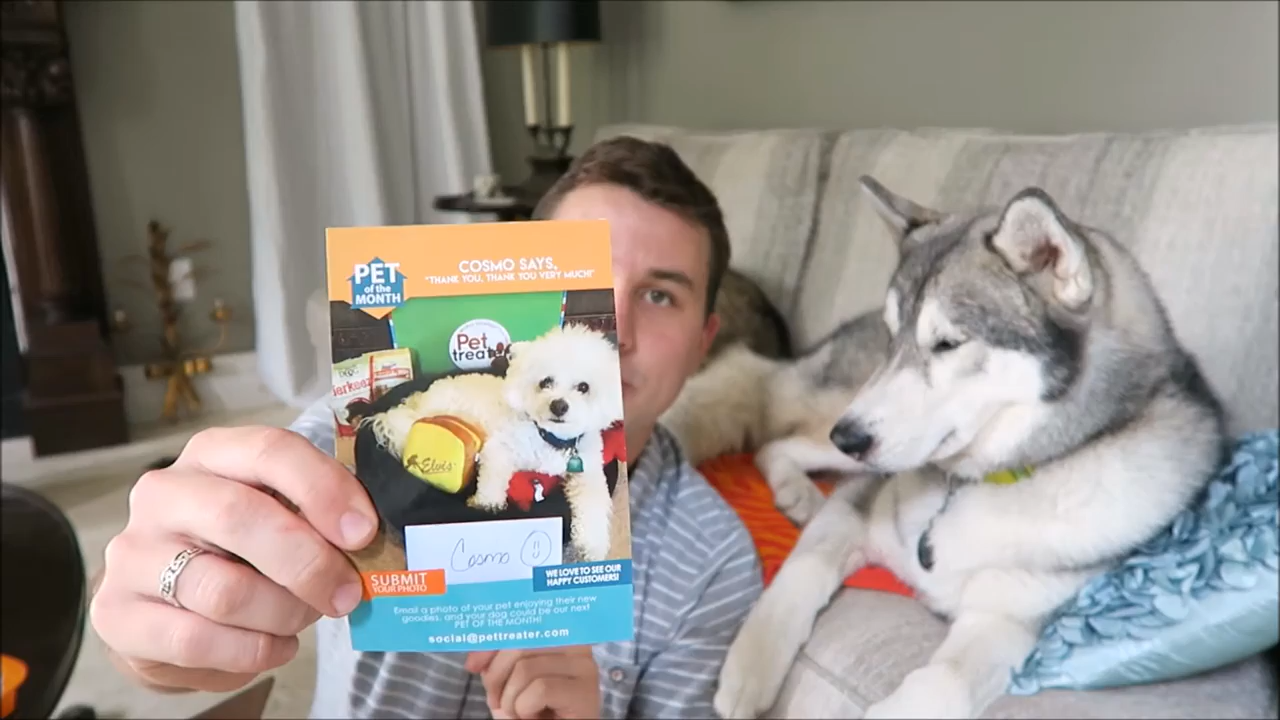 PET
of the
MONTH
COSMO SAYS,
"THANK YOU, THANK YOU VERY MUCH!"
Pet
treat
Elvis
Cosmo
SUBMIT
YOUR PHOTO
WE LOVE TO SEE OUR
HAPPY CUSTOMERS!
Email a photo of your pet enjoying their new
goodies, and your dog could be our next
PET OF THE MONTH!
social@pettreater.com